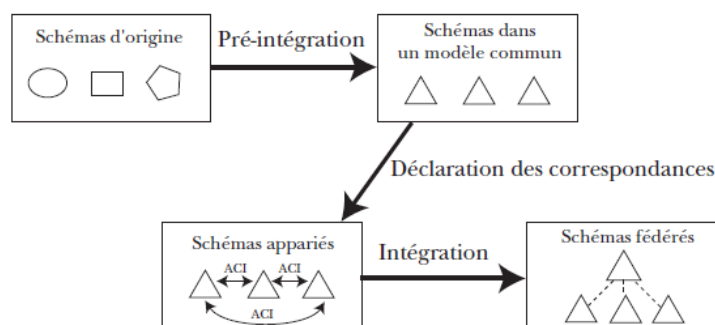 Schémas d'origine
Pré-intégration
Schémas dans
un modèle commun
Déclaration des correspondances
Schémas appariés
ACI
ACI
ACI
Intégration
Schémas fédérés